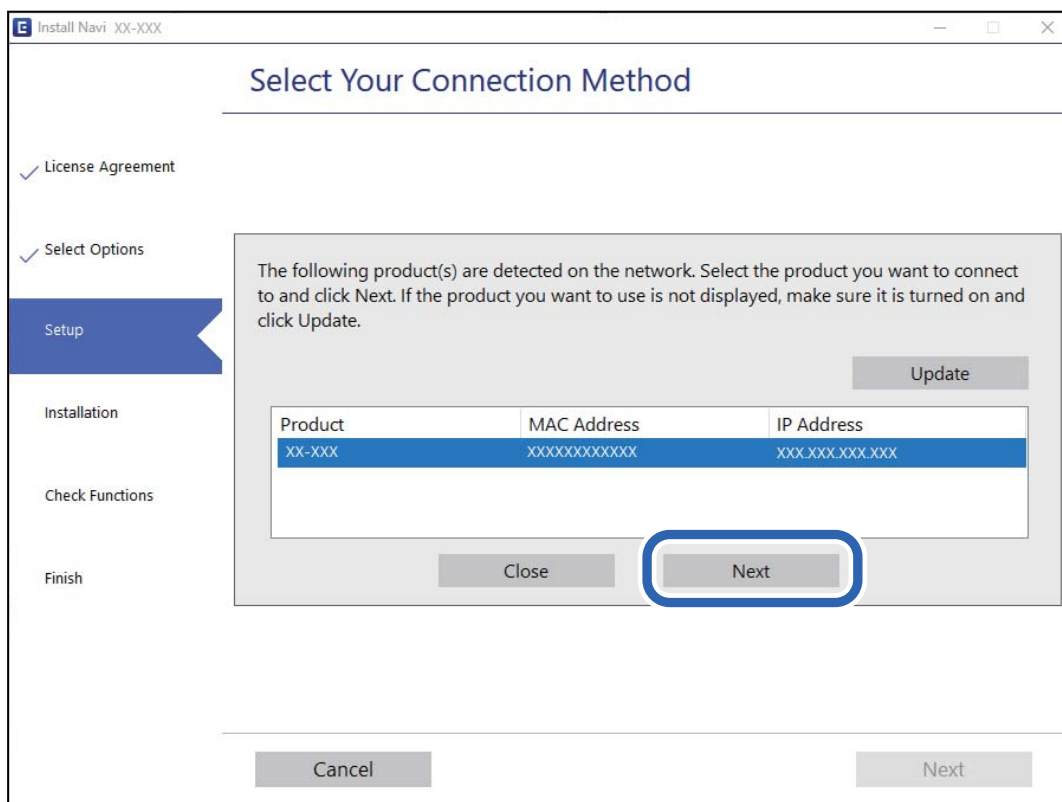 E Install Navi XX-XXX
Select Your Connection Method
License Agreement
Select Options
Setup
Installation
Check Functions
Finish
The following product(s) are detected on the network. Select the product you want to connect
to and click Next. If the product you want to use is not displayed, make sure it is turned on and
click Update.
Update
Product MAC Address IP Address
XX-XXX XXXXXXXXXXXX XXX.XXX.XXX.XXX
Close Next
Cancel Next